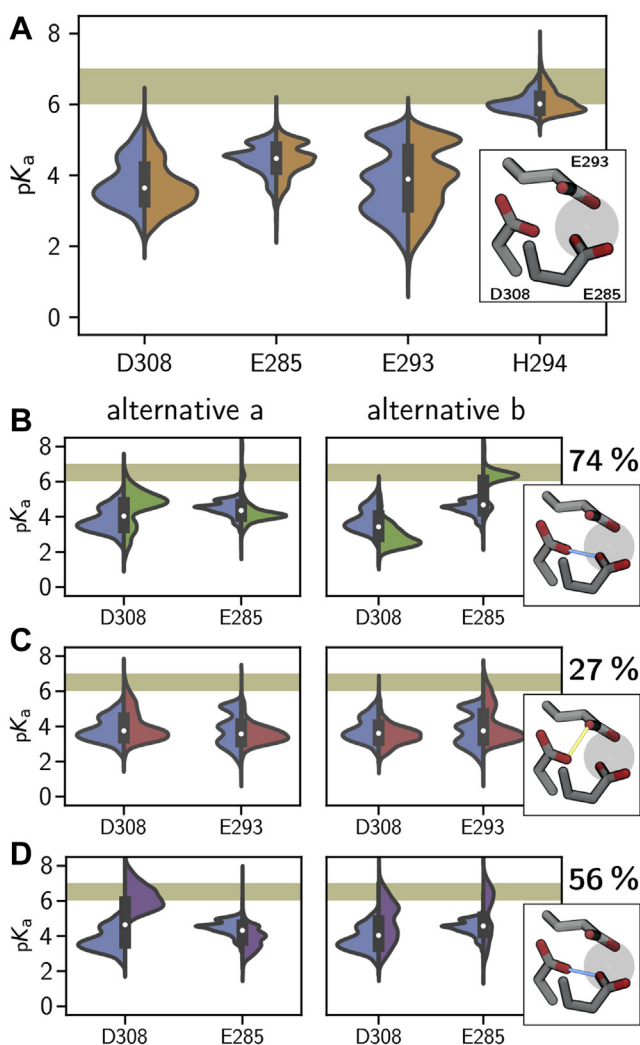 A
8
6
4
2
0
pKa
D308
E285
E293
H294
E293
D308
E285
alternative a
alternative b
B
8
6
4
2
0
pKa
D308
E285
D308
E285
74 %
C
8
6
4
2
0
pKa
D308
E293
D308
E293
27 %
D
8
6
4
2
0
pKa
D308
E285
D308
E285
56 %